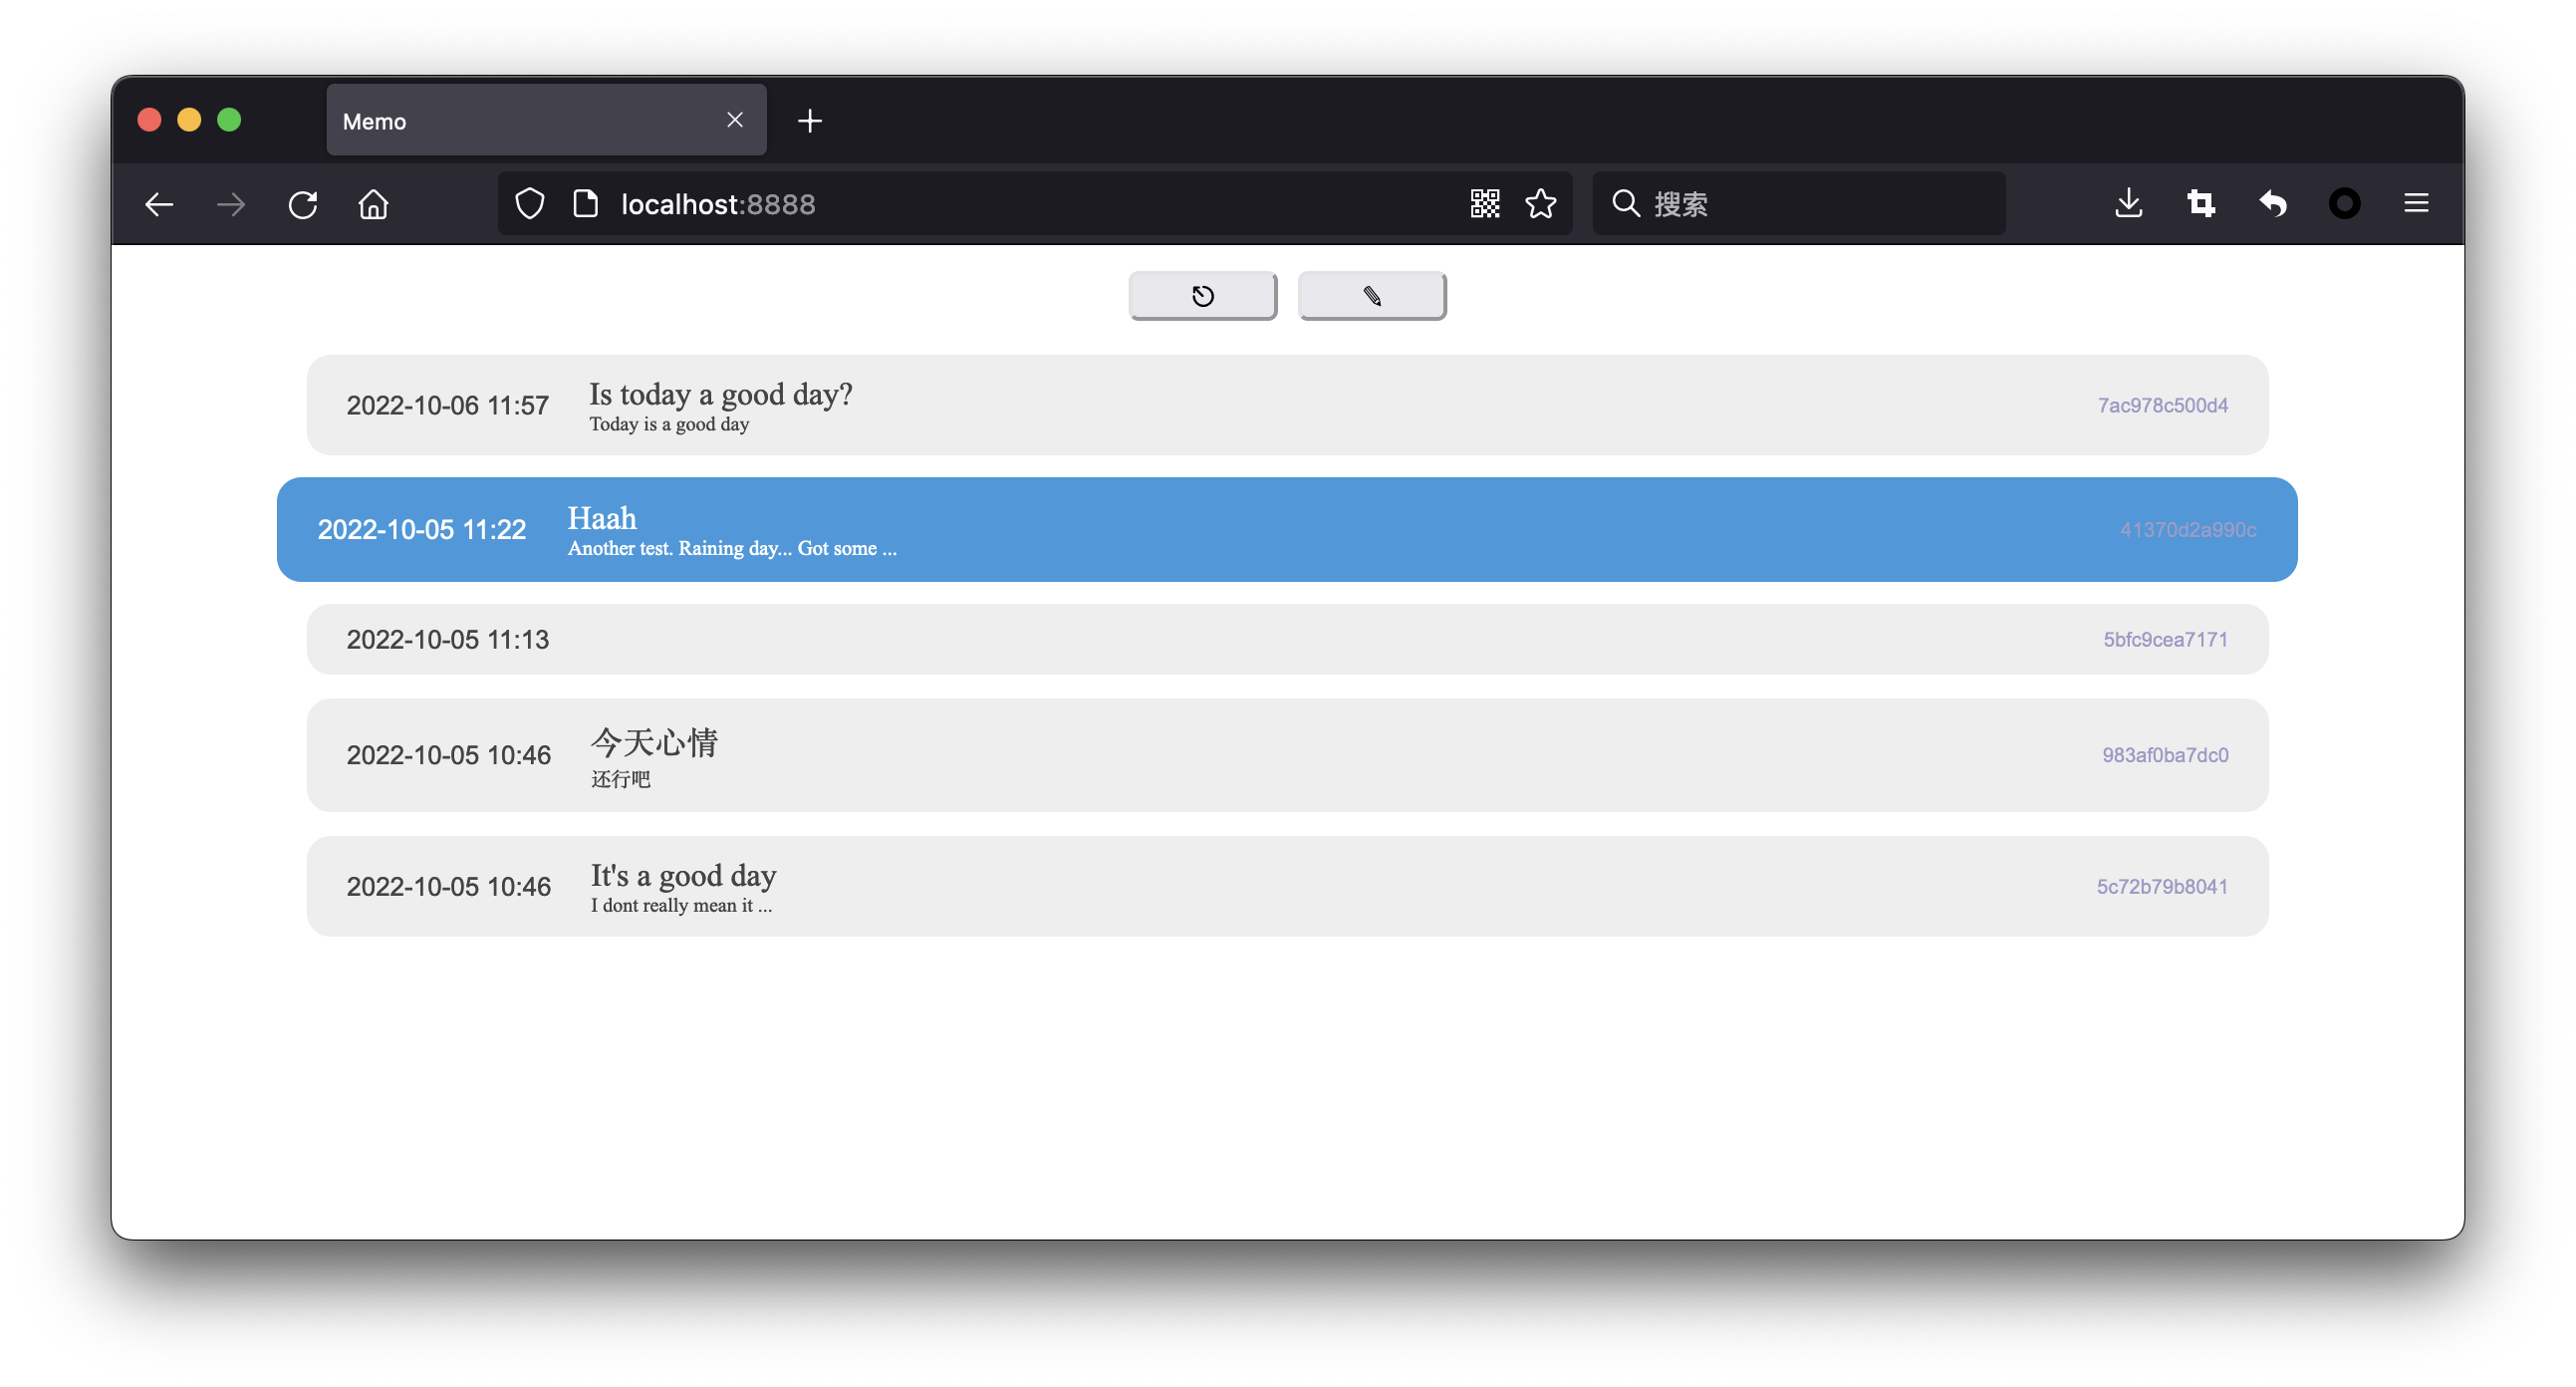 Memo
localhost:8888
搜索
2022-10-06 11:57
Is today a good day?
Today is a good day
7ac978c500d4
2022-10-05 11:22
Haah
Another test. Raining day... Got some ...
41370d2a990c
2022-10-05 11:13
5bfc9cea7171
2022-10-05 10:46
今天心情
还行吧
983af0ba7dc0
2022-10-05 10:46
It's a good day
I dont really mean it ...
5c72b79b8041